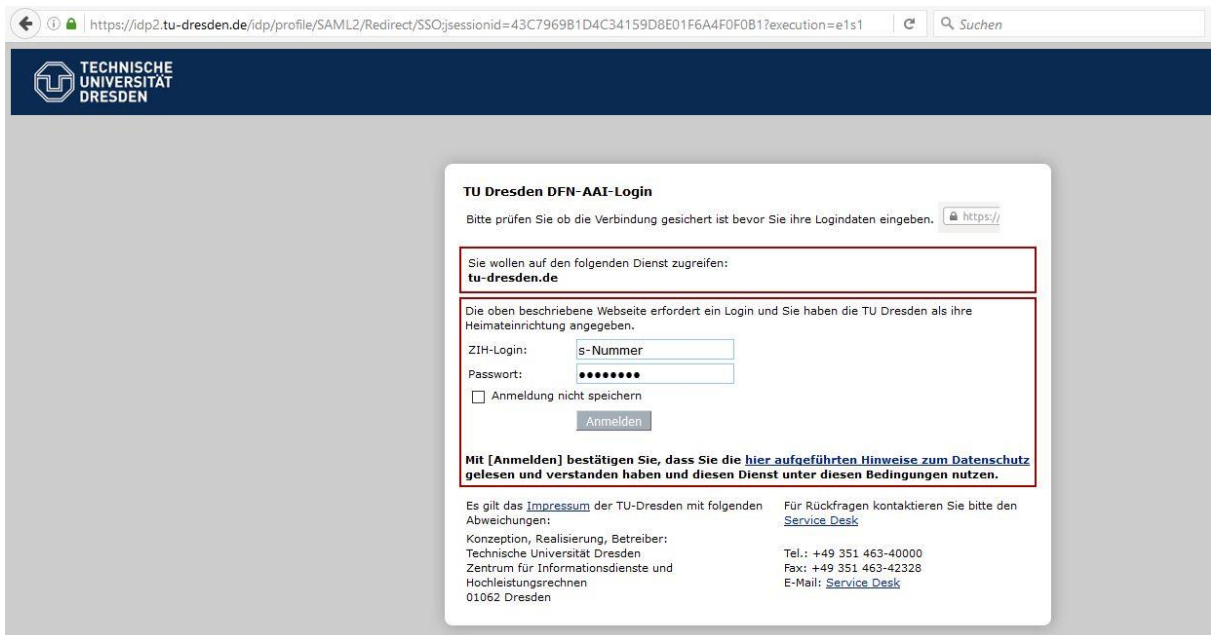 https://idp2.tu-dresden.de/idp/profile/SAML2/Redirect/SSO;jsessionid=43C7969B1D4C34159D8E01F6A4F0F0B1?execution=e1s1
Suchen
TECHNISCHE
UNIVERSITÄT
DRESDEN
TU Dresden DFN-AAI-Login
Bitte prüfen Sie ob die Verbindung gesichert ist bevor Sie ihre Logindaten eingeben. https://
Sie wollen auf den folgenden Dienst zugreifen:
tu-dresden.de
Die oben beschriebene Webseite erfordert ein Login und Sie haben die TU Dresden als ihre
Heimateinrichtung angegeben.
ZIH-Login: s-Nummer
Passwort: ●●●●●●●●
Anmeldung nicht speichern
Anmelden
Mit [Anmelden] bestätigen Sie, dass Sie die hier aufgeführten Hinweise zum Datenschutz
gelesen und verstanden haben und diesen Dienst unter diesen Bedingungen nutzen.
Es gilt das Impressum der TU-Dresden mit folgenden
Abweichungen:
Konzeption, Realisierung, Betreiber:
Technische Universität Dresden
Zentrum für Informationsdienste und
Hochleistungsrechnen
01062 Dresden
Für Rückfragen kontaktieren Sie bitte den
Service Desk
Tel.: +49 351 463-40000
Fax: +49 351 463-42328
E-Mail: Service Desk